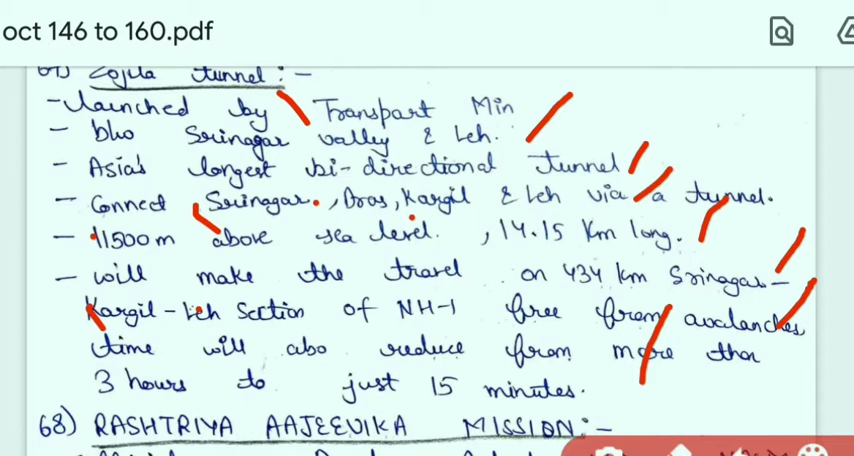 oct 146 to 160.pdf
67) Zojila tunnel :-
- launched by Transpart Min
- b/w Srinagar valley & Leh.
- Asia's longest bi-directional tunnel
- Connect Srinagar, Dras, Kargil & Leh via a tunnel.
- 11500 m above sea level. , 14.15 Km long.
- will make the travel on 434 km Srinagar -
Kargil - Leh Section of NH-1 free from avalanches
time will also reduce from more than
3 hours to just 15 minutes.
68) RASHTRIYA AAJEEVIKA MISSION :-